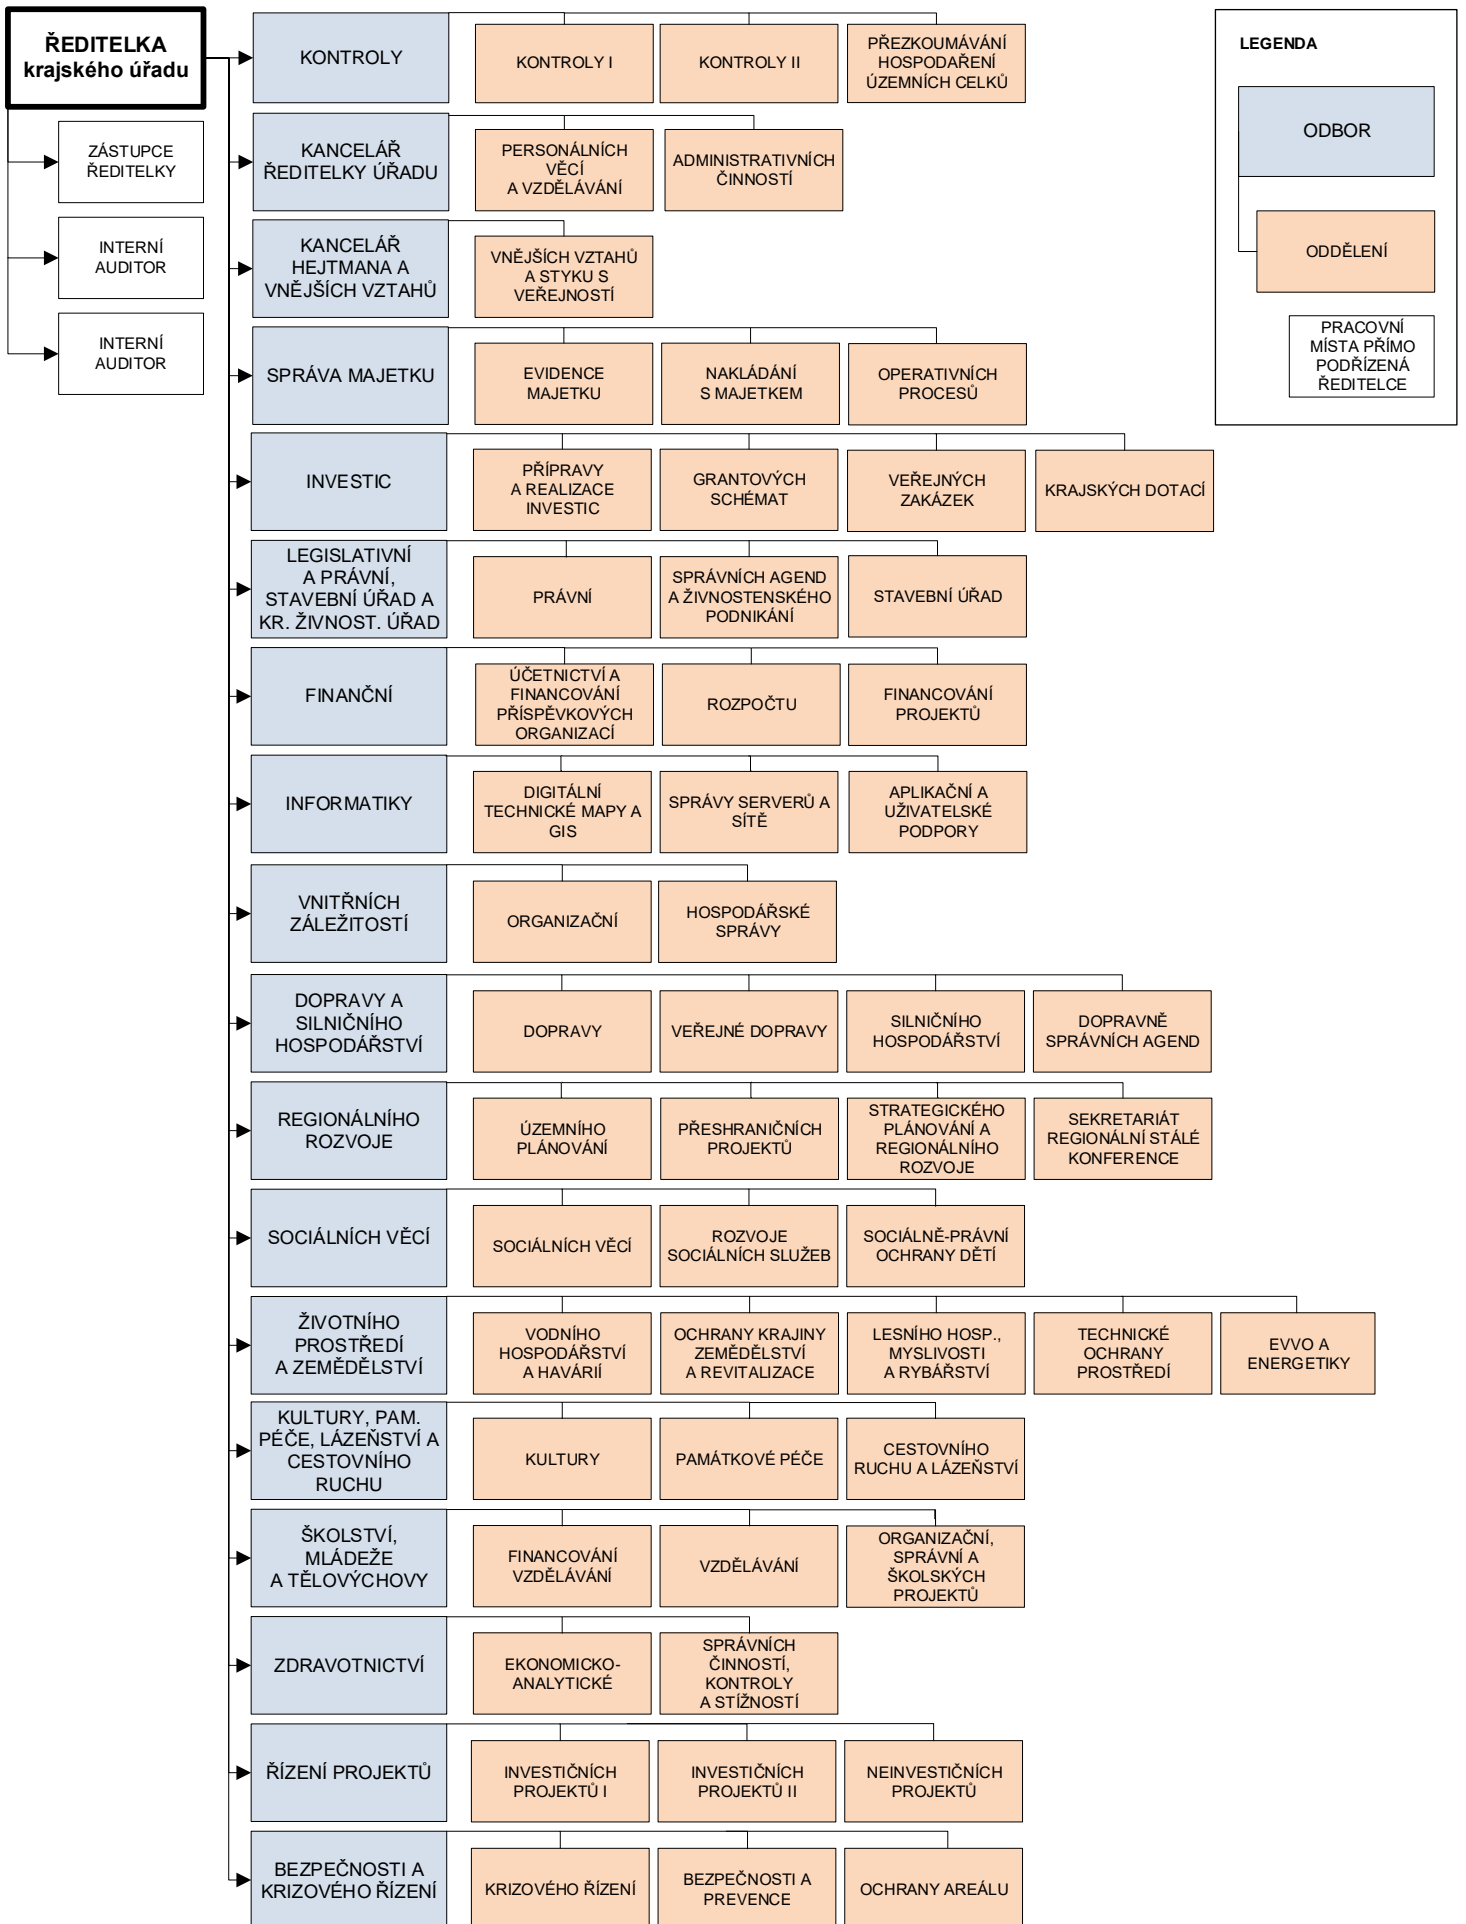 ŘEDITELKA
krajského úřadu
ZÁSTUPCE
ŘEDITELKY
INTERNÍ
AUDITOR
INTERNÍ
AUDITOR
KONTROLY
KONTROLY I
KONTROLY II
PŘEZKOUMÁVÁNÍ
HOSPODAŘENÍ
ÚZEMNÍCH CELKŮ
KANCELÁŘ
ŘEDITELKY ÚŘADU
PERSONÁLNÍCH
VĚCÍ
A VZDĚLÁVÁNÍ
ADMINISTRATIVNÍCH
ČINNOSTÍ
KANCELÁŘ
HEJTMANA A
VNĚJŠÍCH VZTAHŮ
VNĚJŠÍCH VZTAHŮ
A STYKU S
VEŘEJNOSTÍ
SPRÁVA MAJETKU
EVIDENCE
MAJETKU
NAKLÁDÁNÍ
S MAJETKEM
OPERATIVNÍCH
PROCESŮ
INVESTIC
PŘÍPRAVY
A REALIZACE
INVESTIC
GRANTOVÝCH
SCHÉMAT
VEŘEJNÝCH
ZAKÁZEK
KRAJSKÝCH DOTACÍ
LEGISLATIVNÍ
A PRÁVNÍ,
STAVEBNÍ ÚŘAD A
KR. ŽIVNOST. ÚŘAD
PRÁVNÍ
SPRÁVNÍCH AGEND
A ŽIVNOSTENSKÉHO
PODNIKÁNÍ
STAVEBNÍ ÚŘAD
FINANČNÍ
ÚČETNICTVÍ A
FINANCOVÁNÍ
PŘÍSPĚVKOVÝCH
ORGANIZACÍ
ROZPOČTU
FINANCOVÁNÍ
PROJEKTŮ
INFORMATIKY
DIGITÁLNÍ
TECHNICKÉ MAPY A
GIS
SPRÁVY SERVERŮ A
SÍTĚ
APLIKAČNÍ A
UŽIVATELSKÉ
PODPORY
VNITŘNÍCH
ZÁLEŽITOSTÍ
ORGANIZAČNÍ
HOSPODÁŘSKÉ
SPRÁVY
DOPRAVY A
SILNIČNÍHO
HOSPODÁŘSTVÍ
DOPRAVY
VEŘEJNÉ DOPRAVY
SILNIČNÍHO
HOSPODÁŘSTVÍ
DOPRAVNĚ
SPRÁVNÍCH AGEND
REGIONÁLNÍHO
ROZVOJE
ÚZEMNÍHO
PLÁNOVÁNÍ
PŘESHRANIČNÍCH
PROJEKTŮ
STRATEGICKÉHO
PLÁNOVÁNÍ A
REGIONÁLNÍHO
ROZVOJE
SEKRETARIÁT
REGIONÁLNÍ STÁLÉ
KONFERENCE
SOCIÁLNÍCH VĚCÍ
SOCIÁLNÍCH VĚCÍ
ROZVOJE
SOCIÁLNÍCH SLUŽEB
SOCIÁLNĚ-PRÁVNÍ
OCHRANY DĚTÍ
ŽIVOTNÍHO
PROSTŘEDÍ
A ZEMĚDĚLSTVÍ
VODNÍHO
HOSPODÁŘSTVÍ
A HAVÁRIÍ
OCHRANY KRAJINY
ZEMĚDĚLSTVÍ
A REVITALIZACE
LESNÍHO HOSP.,
MYSLIVOSTI
A RYBÁŘSTVÍ
TECHNICKÉ
OCHRANY
PROSTŘEDÍ
EVVO A
ENERGETIKY
KULTURY, PAM.
PÉČE, LÁZEŇSTVÍ A
CESTOVNÍHO
RUCHU
KULTURY
PAMÁTKOVÉ PÉČE
CESTOVNÍHO
RUCHU A LÁZEŇSTVÍ
ŠKOLSTVÍ,
MLÁDEŽE
A TĚLOVÝCHOVY
FINANCOVÁNÍ
VZDĚLÁVÁNÍ
VZDĚLÁVÁNÍ
ORGANIZAČNÍ,
SPRÁVNÍ A
ŠKOLSKÝCH
PROJEKTŮ
ZDRAVOTNICTVÍ
EKONOMICKO-
ANALYTICKÉ
SPRÁVNÍCH
ČINNOSTÍ,
KONTROLY
A STÍŽNOSTÍ
ŘÍZENÍ PROJEKTŮ
INVESTIČNÍCH
PROJEKTŮ I
INVESTIČNÍCH
PROJEKTŮ II
NEINVESTIČNÍCH
PROJEKTŮ
BEZPEČNOSTI A
KRIZOVÉHO ŘÍZENÍ
KRIZOVÉHO ŘÍZENÍ
BEZPEČNOSTI A
PREVENCE
OCHRANY AREÁLU
LEGENDA
ODBOR
ODDĚLENÍ
PRACOVNÍ
MÍSTA PŘÍMO
PODŘÍZENÁ
ŘEDITELCE